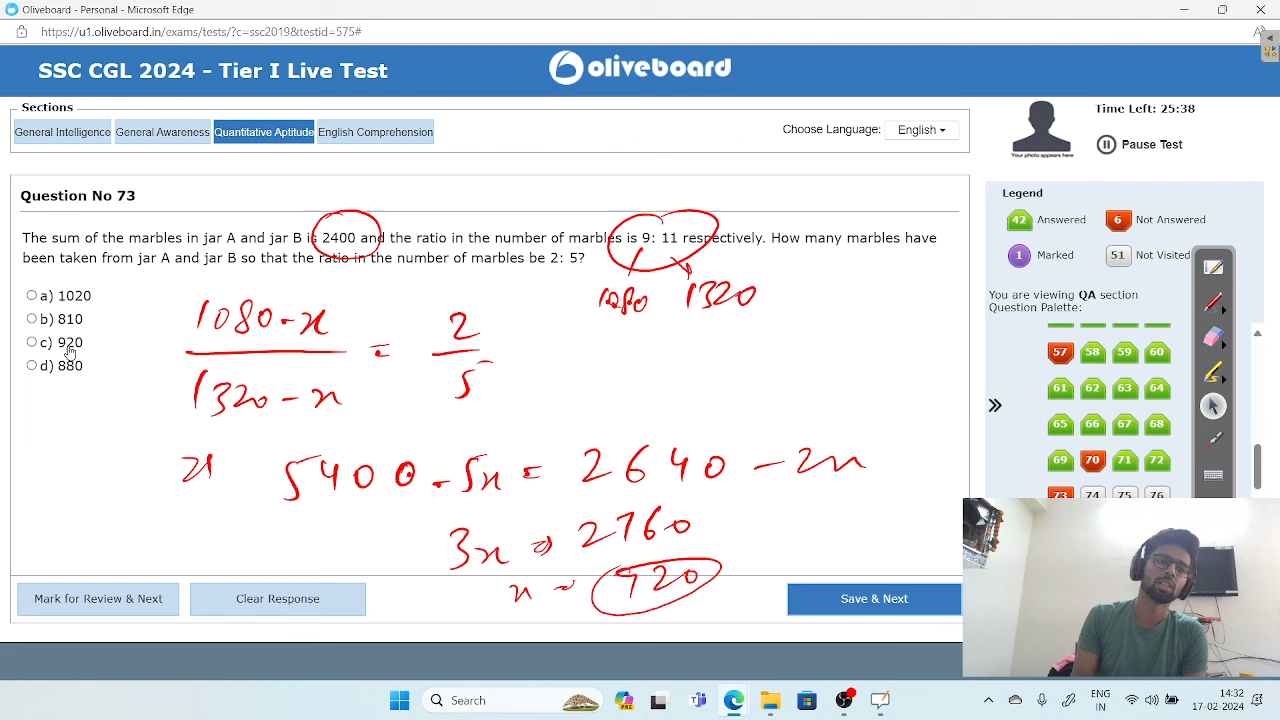 Oliveboard - Personal - Microsoft Edge
https://u1.oliveboard.in/exams/tests/?c=ssc2019&testid=575#
SSC CGL 2024 - Tier I Live Test
oliveboard
Sections
General Intelligence
General Awareness
Quantitative Aptitude
English Comprehension
Choose Language:
English
Time Left: 25:38
Pause Test
Your photo appears here
Question No 73
The sum of the marbles in jar A and jar B is 2400 and the ratio in the number of marbles is 9: 11 respectively. How many marbles have
been taken from jar A and jar B so that the ratio in the number of marbles be 2: 5?
1080 1320
a) 1020
b) 810
c) 920
d) 880
1080 - x
1320 - x
=
2
5
5400 - 5x = 2640 - 2x
3x ⇒ 2760
x = 920
Mark for Review & Next
Clear Response
Save & Next
Legend
42 Answered
6 Not Answered
1 Marked
51 Not Visited
You are viewing QA section
Question Palette:
57 58 59 60
61 62 63 64
65 66 67 68
69 70 71 72
73 74 75 76
Search
PRE
ENG
IN
14:32
17-02-2024